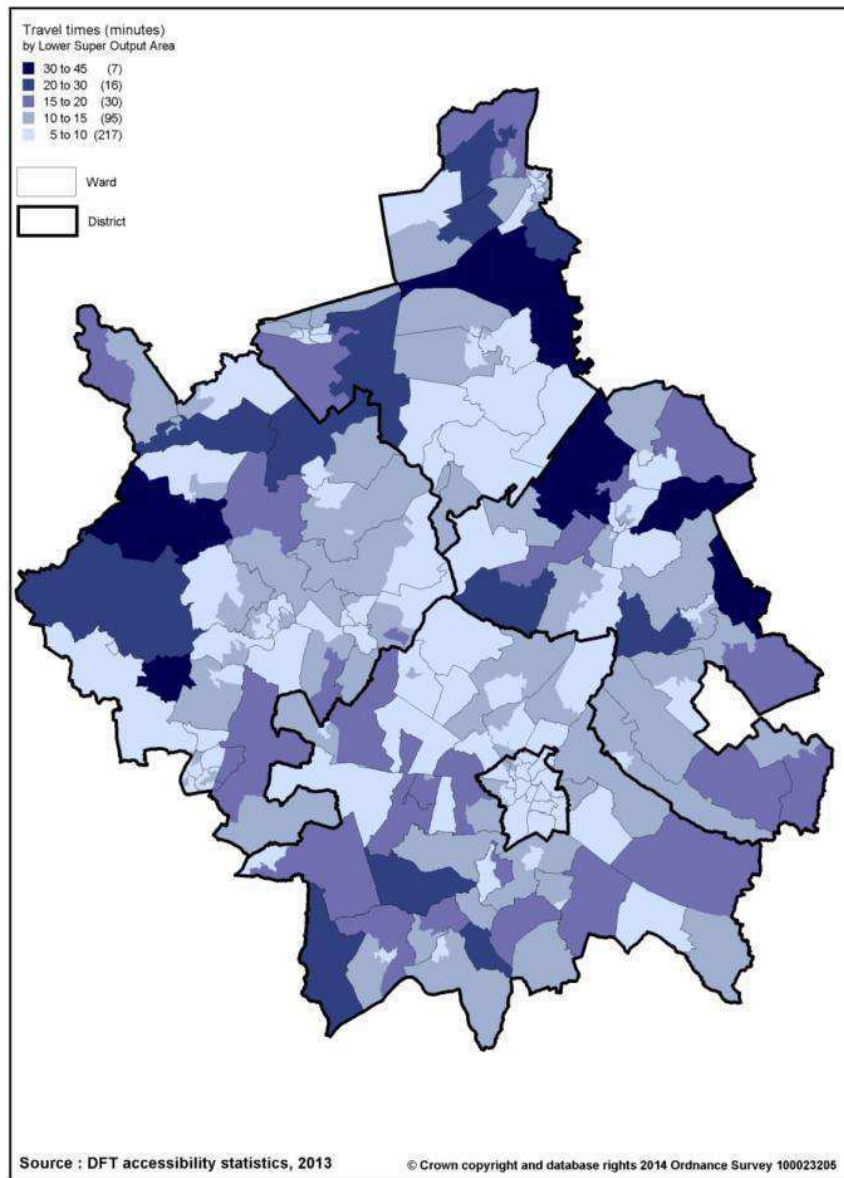 Travel times (minutes)
by Lower Super Output Area
30 to 45 (7)
20 to 30 (16)
15 to 20 (30)
10 to 15 (95)
5 to 10 (217)
Ward
District
Source : DFT accessibility statistics, 2013
© Crown copyright and database rights 2014 Ordnance Survey 100023205